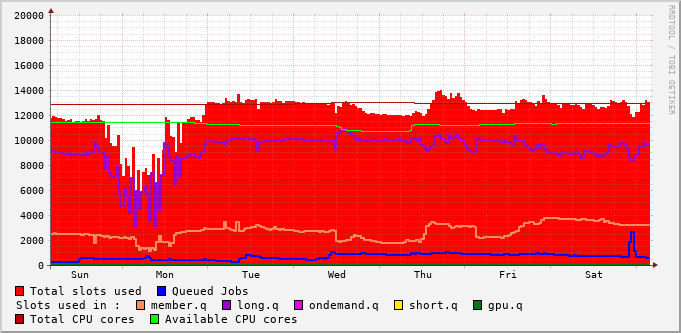 20000
18000
16000
14000
12000
10000
8000
6000
4000
2000
0
Sun Mon Tue Wed Thu Fri Sat
Total slots used Queued Jobs
Slots used in : member.q long.q ondemand.q short.q gpu.q
Total CPU cores Available CPU cores
RRDTOOL / TOBI OETIKER